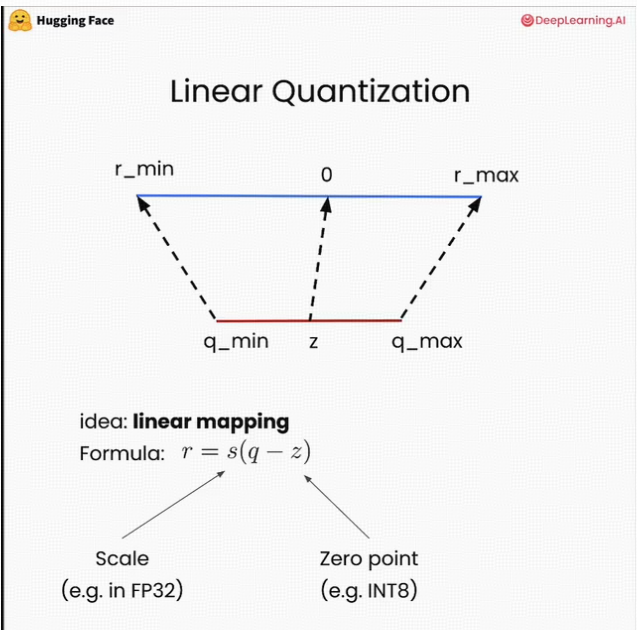 Hugging Face
DeepLearning.AI
Linear Quantization
r_min
0
r_max
q_min
z
q_max
idea: linear mapping
Formula: r = s(q − z)
Scale
Zero point
(e.g. in FP32)
(e.g. INT8)